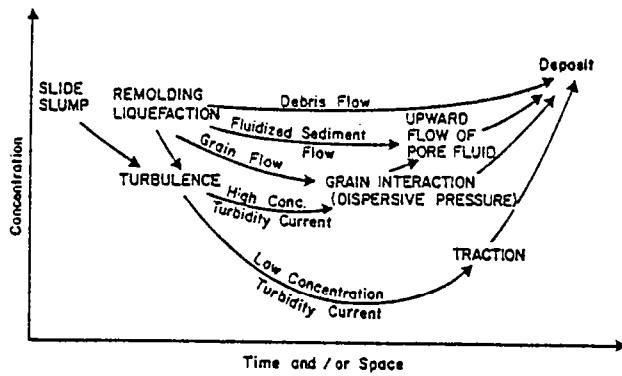 Deposit
SLIDE
SLUMP
REMOLDING
LIQUEFACTION
Debris Flow
Fluidized Sediment
Flow
UPWARD
FLOW OF
PORE FLUID
Grain Flow
TURBULENCE
GRAIN INTERACTION
(DISPERSIVE PRESSURE)
High Conc.
Turbidity Current
TRACTION
Low Concentration
Turbidity Current
Concentration
Time and / or Space